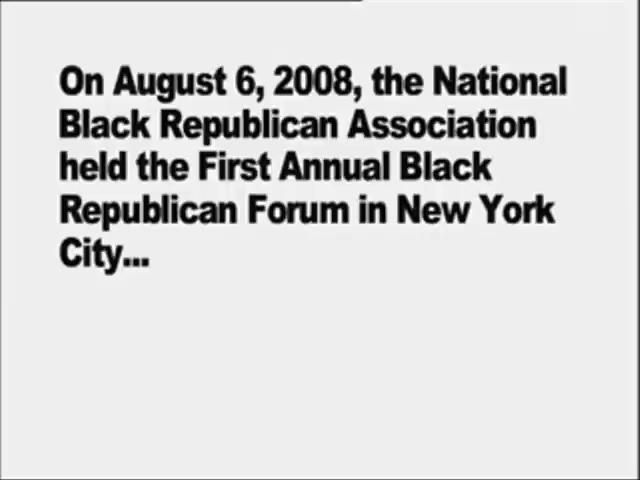 On August 6, 2008, the National
Black Republican Association
held the First Annual Black
Republican Forum in New York
City...